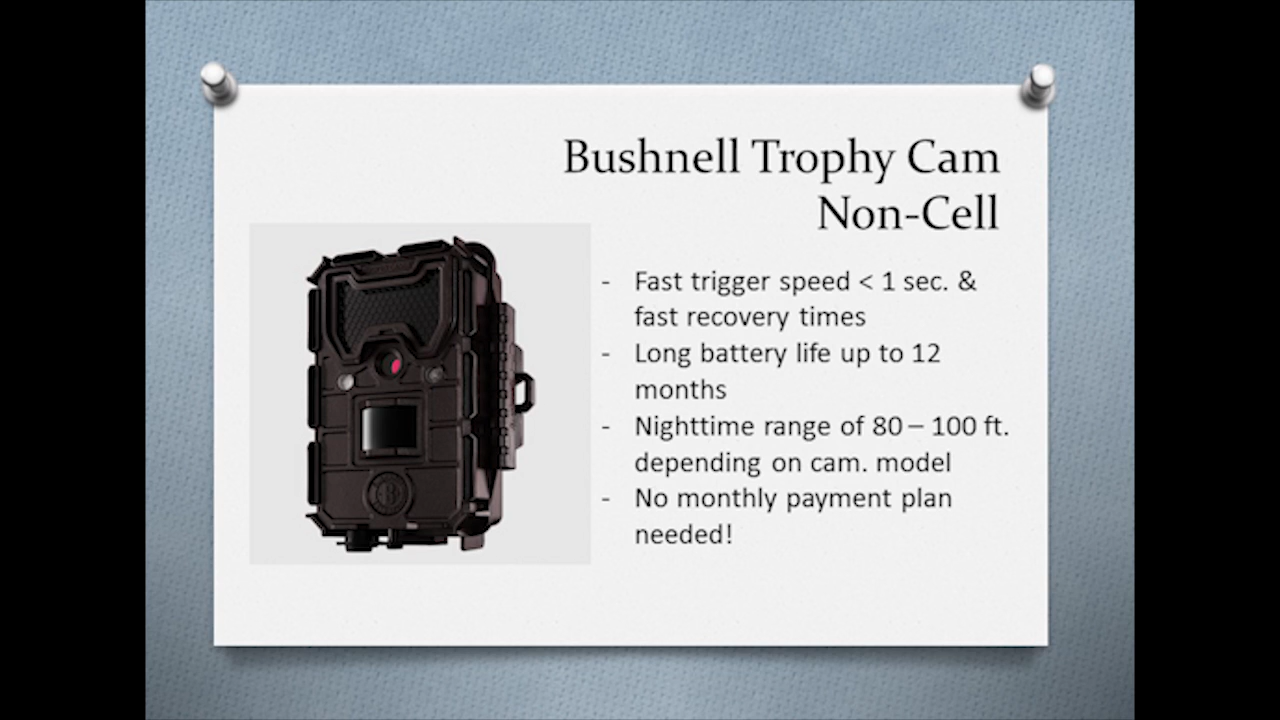 Bushnell Trophy Cam
Non-Cell
- Fast trigger speed < 1 sec. &
fast recovery times
- Long battery life up to 12
months
- Nighttime range of 80 – 100 ft.
depending on cam. model
- No monthly payment plan
needed!